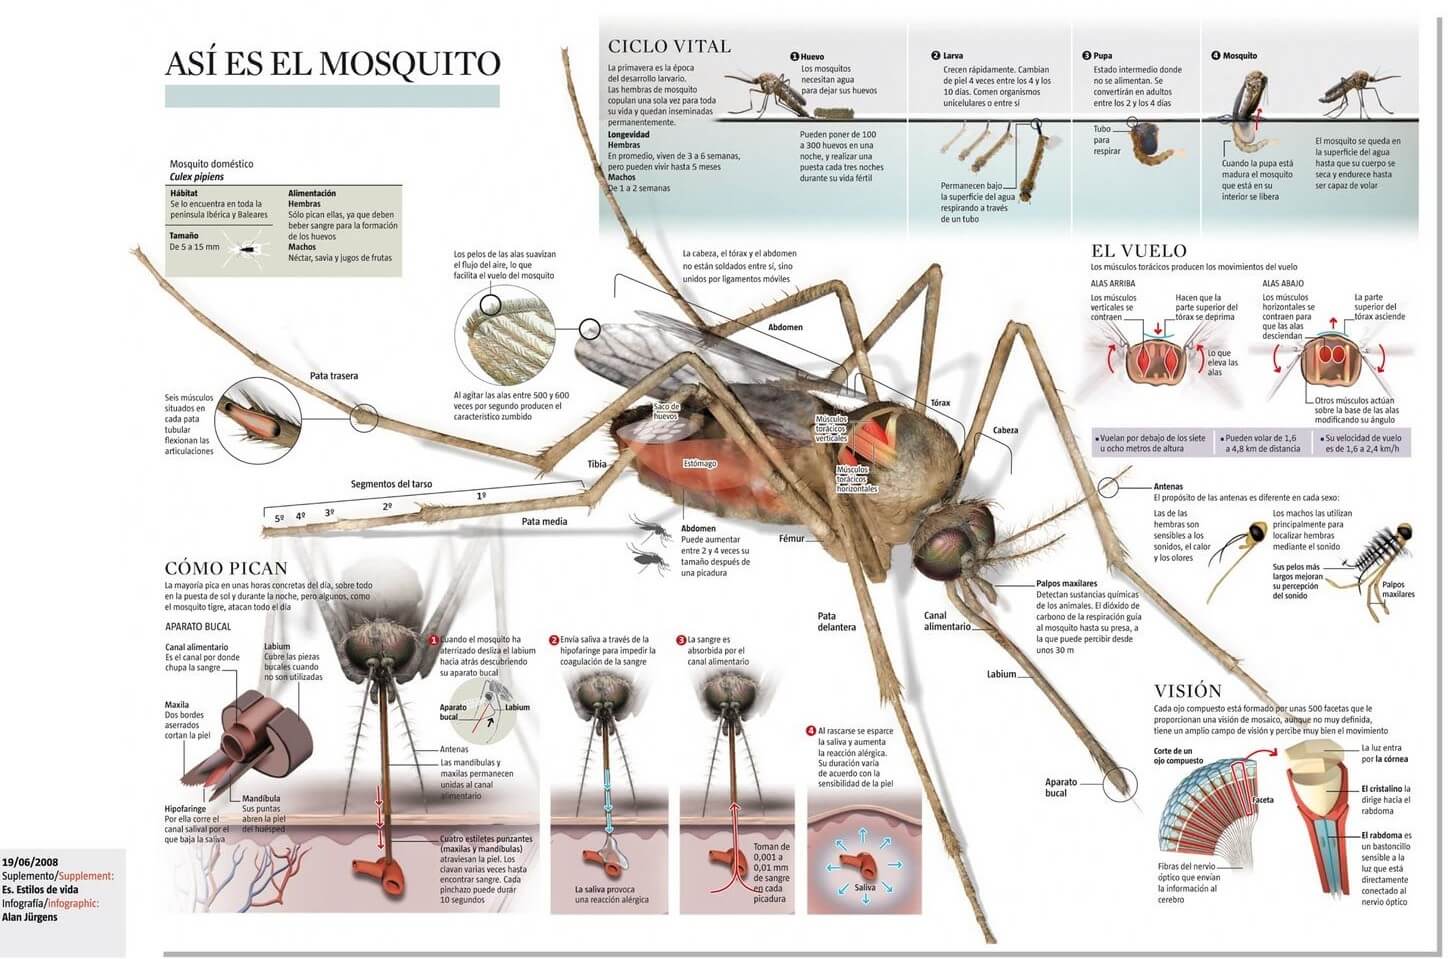 ASÍ ES EL MOSQUITO
Mosquito doméstico
Culex pipiens
Hábitat
Se lo encuentra en toda la
península Ibérica y Baleares
Tamaño
De 5 a 15 mm
Alimentación
Hembras
Sólo pican ellas, ya que deben
beber sangre para la formación
de los huevos
Machos
Néctar, savia y jugos de frutas
CICLO VITAL
La primavera es la época
del desarrollo larvario.
Las hembras de mosquito
copulan una sola vez para toda
su vida y quedan inseminadas
permanentemente.
Longevidad
Hembras
En promedio, viven de 3 a 6 semanas,
pero pueden vivir hasta 5 meses
Machos
De 1 a 2 semanas
1 Huevo
Los mosquitos
necesitan agua
para dejar sus huevos
Pueden poner de 100
a 300 huevos en una
noche, y realizar una
puesta cada tres noches
durante su vida fértil
2 Larva
Crecen rápidamente. Cambian
de piel 4 veces entre los 4 y los
10 días. Comen organismos
unicelulares o entre sí
Permanecen bajo
la superficie del agua
respirando a través
de un tubo
3 Pupa
Estado intermedio donde
no se alimentan. Se
convertirán en adultos
entre los 2 y los 4 días
Tubo
para
respirar
4 Mosquito
Cuando la pupa está
madura el mosquito
que está en su
interior se libera
El mosquito se queda en
la superficie del agua
hasta que su cuerpo se
seca y endurece hasta
ser capaz de volar
Los pelos de las alas suavizan
el flujo del aire, lo que
facilita el vuelo del mosquito
Al agitar las alas entre 500 y 600
veces por segundo producen el
característico zumbido
La cabeza, el tórax y el abdomen
no están soldados entre sí, sino
unidos por ligamentos móviles
Abdomen
Tórax
Cabeza
Pata trasera
Seis músculos
situados en
cada pata
tubular
flexionan las
articulaciones
Segmentos del tarso
5º 4º 3º 2º 1º
Tibia
Pata media
Saco de
huevos
Estómago
Músculos
torácicos
verticales
Músculos
torácicos
horizontales
Abdomen
Puede aumentar
entre 2 y 4 veces su
tamaño después de
una picadura
Fémur
Pata
delantera
Canal
alimentario
Palpos maxilares
Detectan sustancias químicas
de los animales. El dióxido de
carbono de la respiración guía
al mosquito hasta su presa, a
la que puede percibir desde
unos 30 m
Labium
Aparato
bucal
EL VUELO
Los músculos torácicos producen los movimientos del vuelo
ALAS ARRIBA
Los músculos
verticales se
contraen
Hacen que la
parte superior del
tórax se deprima
Lo que
eleva las
alas
ALAS ABAJO
Los músculos
horizontales se
contraen para
que las alas
desciendan
La parte
superior del
tórax asciende
Otros músculos actúan
sobre la base de las alas
modificando su ángulo
Vuelan por debajo de los siete
u ocho metros de altura
Pueden volar de 1,6
a 4,8 km de distancia
Su velocidad de vuelo
es de 1,6 a 2,4 km/h
Antenas
El propósito de las antenas es diferente en cada sexo:
Las de las
hembras son
sensibles a los
sonidos, el calor
y los olores
Los machos las utilizan
principalmente para
localizar hembras
mediante el sonido
Sus pelos más
largos mejoran
su percepción
del sonido
Palpos
maxilares
CÓMO PICAN
La mayoría pica en unas horas concretas del día, sobre todo
en la puesta de sol y durante la noche, pero algunos, como
el mosquito tigre, atacan todo el día
APARATO BUCAL
Canal alimentario
Es el canal por donde
chupa la sangre
Labium
Cubre las piezas
bucales cuando
no son utilizadas
Maxila
Dos bordes
aserrados
cortan la piel
Hipofaringe
Por ella corre el
canal salival por el
que baja la saliva
Mandíbula
Sus puntas
abren la piel
del huésped
1 Cuando el mosquito ha
aterrizado desliza el labium
hacia atrás descubriendo
su aparato bucal
Aparato
bucal
Labium
Antenas
Las mandíbulas y
maxilas permanecen
unidas al canal
alimentario
Cuatro estiletes punzantes
(maxilas y mandíbulas)
atraviesan la piel. Los
clavan varias veces hasta
encontrar sangre. Cada
pinchazo puede durar
10 segundos
2 Envía saliva a través de la
hipofaringe para impedir la
coagulación de la sangre
La saliva provoca
una reacción alérgica
3 La sangre es
absorbida por el
canal alimentario
Toman de
0,001 a
0,01 mm
de sangre
en cada
picadura
4 Al rascarse se esparce
la saliva y aumenta
la reacción alérgica.
Su duración varía
de acuerdo con la
sensibilidad de la piel
Saliva
VISIÓN
Cada ojo compuesto está formado por unas 500 facetas que le
proporcionan una visión de mosaico, aunque no muy definida,
tiene un amplio campo de visión y percibe muy bien el movimiento
Corte de un
ojo compuesto
Faceta
Fibras del nervio
óptico que envían
la información al
cerebro
La luz entra
por la córnea
El cristalino la
dirige hacia el
rabdoma
El rabdoma es
un bastoncillo
sensible a la
luz que está
directamente
conectado al
nervio óptico
19/06/2008
Suplemento/Supplement:
Es. Estilos de vida
Infografía/infographic:
Alan Jürgens